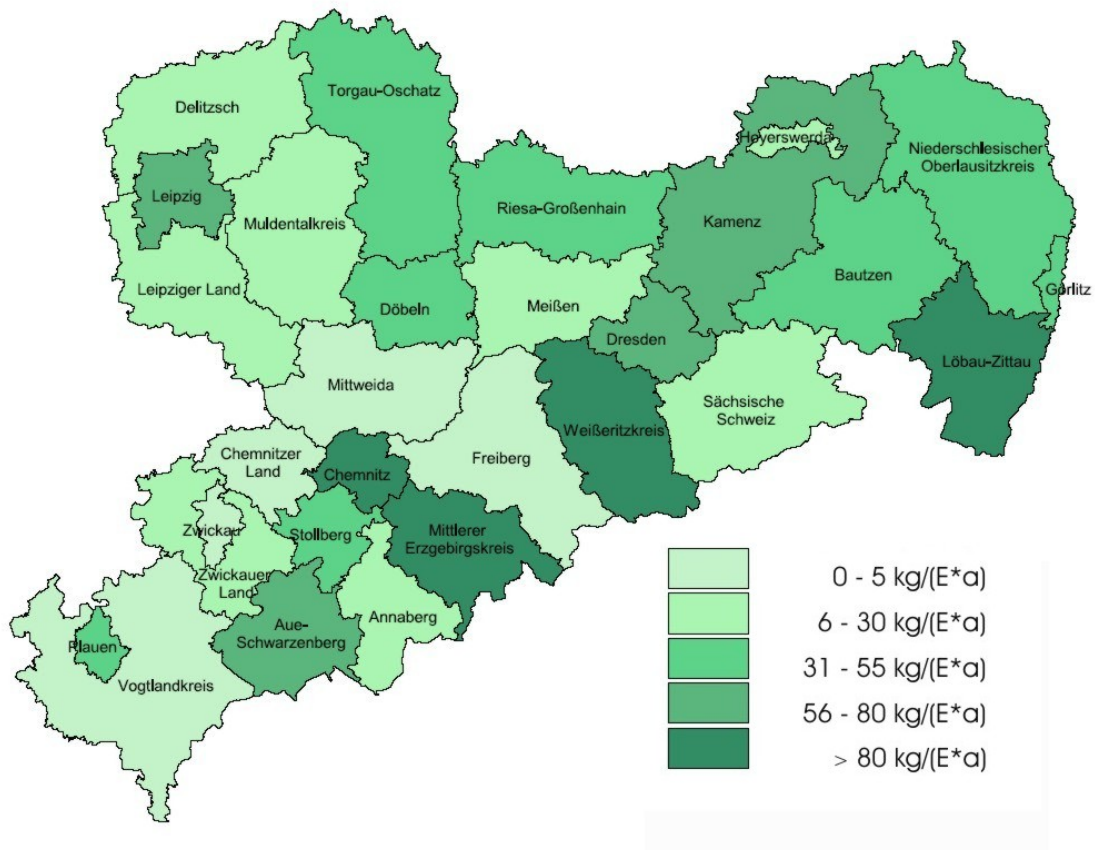 Delitzsch
Torgau-Oschatz
Hoyerswerda
Niederschlesischer
Oberlausitzkreis
Leipzig
Muldentalkreis
Riesa-Großenhain
Kamenz
Leipziger Land
Döbeln
Meißen
Bautzen
Görlitz
Dresden
Löbau-Zittau
Mittweida
Sächsische
Schweiz
Weißeritzkreis
Chemnitzer
Land
Chemnitz
Freiberg
Zwickau
Stollberg
Mittlerer
Erzgebirgskreis
Zwickauer
Land
Aue-
Schwarzenberg
Annaberg
Plauen
Vogtlandkreis
0 - 5 kg/(E*a)
6 - 30 kg/(E*a)
31 - 55 kg/(E*a)
56 - 80 kg/(E*a)
> 80 kg/(E*a)